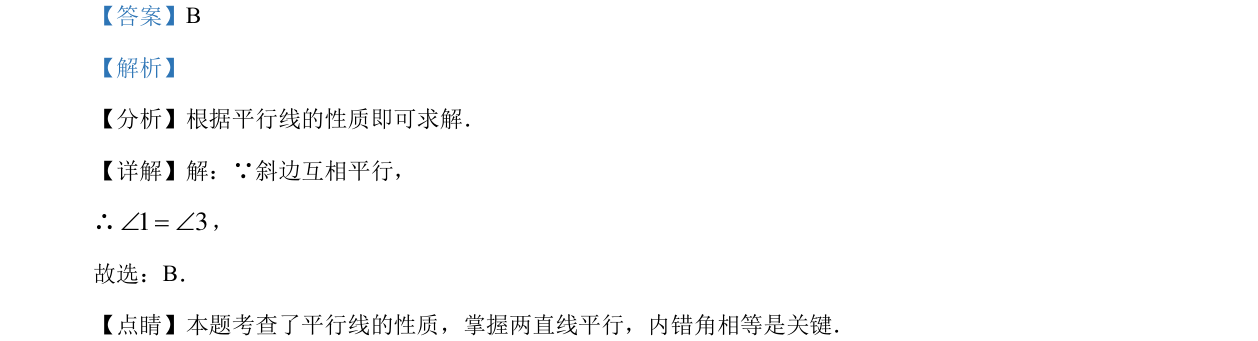 【答案】B
【解析】
【分析】根据平行线的性质即可求解．
【详解】解：∵斜边互相平行，
∴∠1＝∠3，
故选：B．
【点睛】本题考查了平行线的性质，掌握两直线平行，内错角相等是关键．